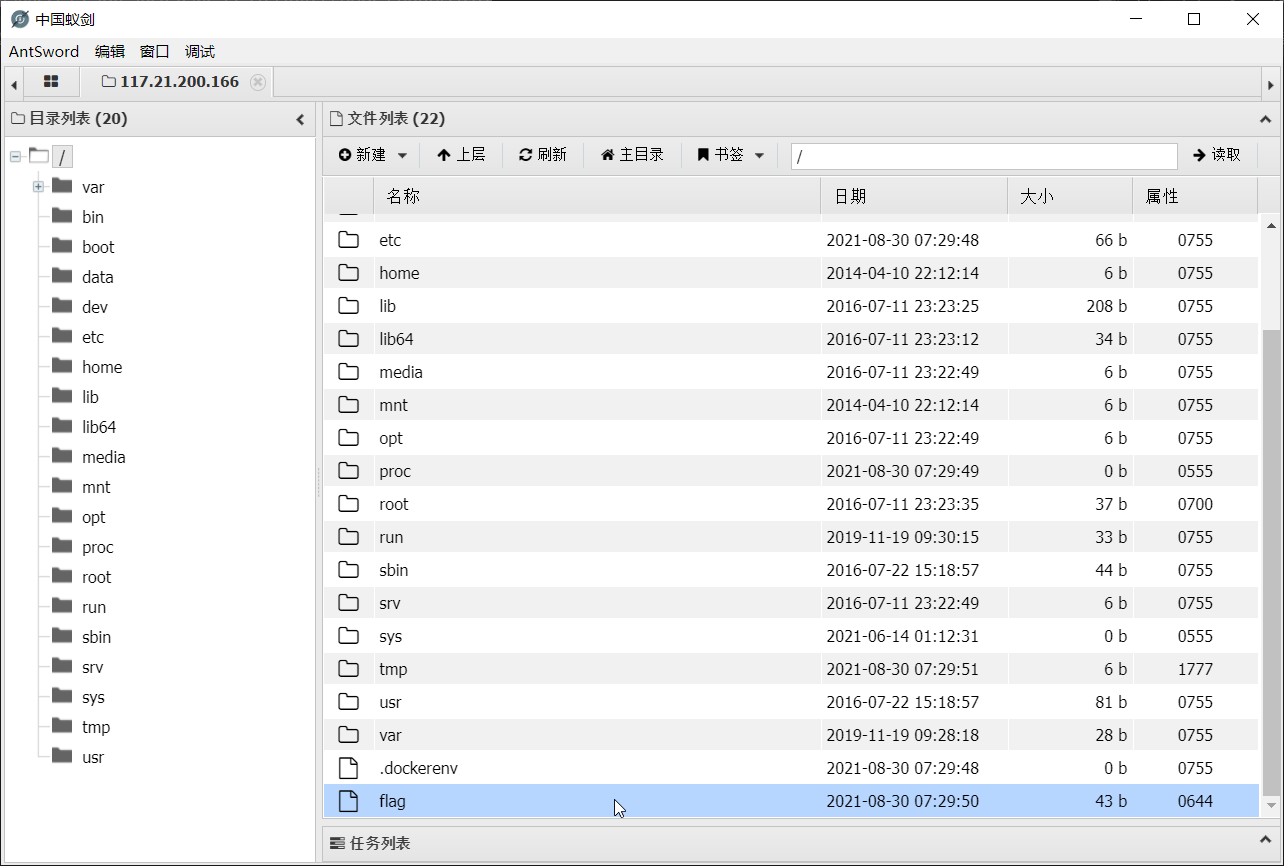 中国蚁剑
AntSword 编辑 窗口 调试
117.21.200.166
目录列表 (20)
/
var
bin
boot
data
dev
etc
home
lib
lib64
media
mnt
opt
proc
root
run
sbin
srv
sys
tmp
usr
文件列表 (22)
新建 上层 刷新 主目录 书签 / 读取
名称 日期 大小 属性
etc 2021-08-30 07:29:48 66 b 0755
home 2014-04-10 22:12:14 6 b 0755
lib 2016-07-11 23:23:25 208 b 0755
lib64 2016-07-11 23:23:12 34 b 0755
media 2016-07-11 23:22:49 6 b 0755
mnt 2014-04-10 22:12:14 6 b 0755
opt 2016-07-11 23:22:49 6 b 0755
proc 2021-08-30 07:29:49 0 b 0555
root 2016-07-11 23:23:35 37 b 0700
run 2019-11-19 09:30:15 33 b 0755
sbin 2016-07-22 15:18:57 44 b 0755
srv 2016-07-11 23:22:49 6 b 0755
sys 2021-06-14 01:12:31 0 b 0555
tmp 2021-08-30 07:29:51 6 b 1777
usr 2016-07-22 15:18:57 81 b 0755
var 2019-11-19 09:28:18 28 b 0755
.dockerenv 2021-08-30 07:29:48 0 b 0755
flag 2021-08-30 07:29:50 43 b 0644
任务列表